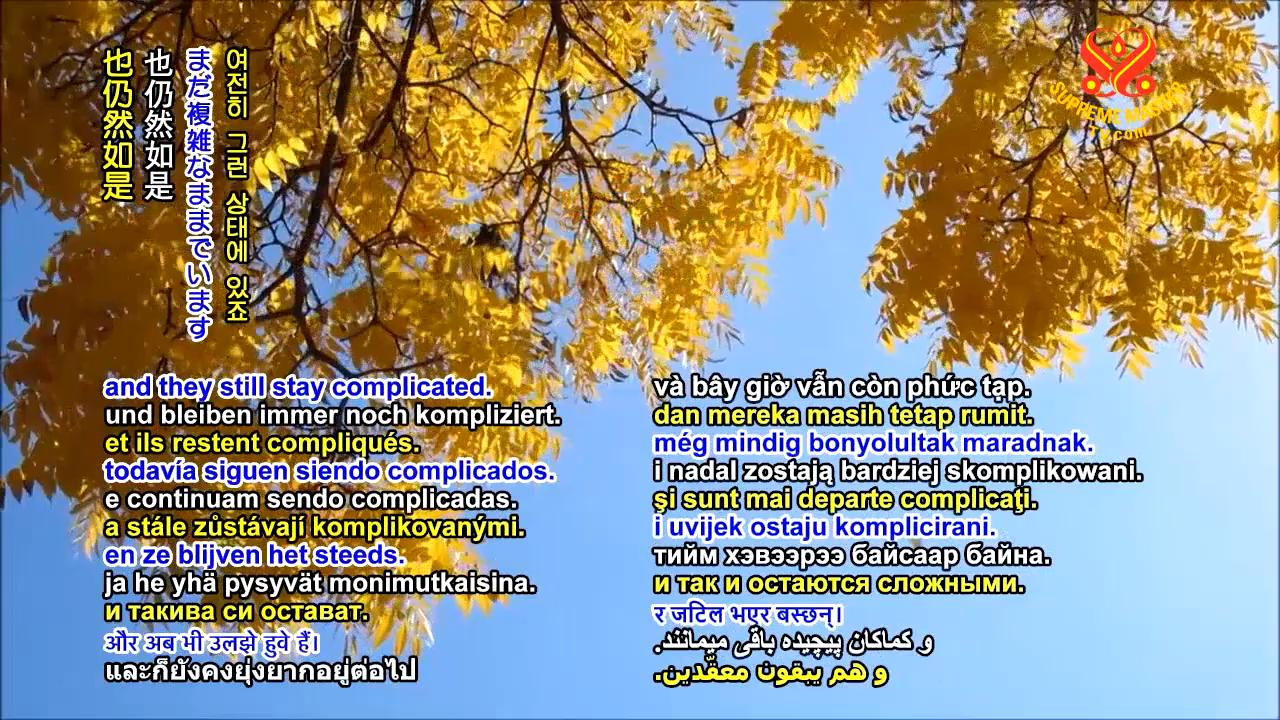 也仍然如是
也仍然如是
まだ複雑なままでいます
여전히 그런 상태에 있죠
SUPREME MASTER
TV.com
and they still stay complicated.
und bleiben immer noch kompliziert.
et ils restent compliqués.
todavía siguen siendo complicados.
e continuam sendo complicadas.
a stále zůstávají komplikovanými.
en ze blijven het steeds.
ja he yhä pysyvät monimutkaisina.
и такива си остават.
और अब भी उलझे हुवे हैं।
และก็ยังคงยุ่งยากอยู่ต่อไป
và bây giờ vẫn còn phức tạp.
dan mereka masih tetap rumit.
még mindig bonyolultak maradnak.
i nadal zostają bardziej skomplikowani.
şi sunt mai departe complicaţi.
i uvijek ostaju komplicirani.
тийм хэвээрээ байсаар байна.
и так и остаются сложными.
र जटिल भएर बस्छन्।
و کماکان پیچیده باقی میمانند.
و هم يبقون معقّدين.